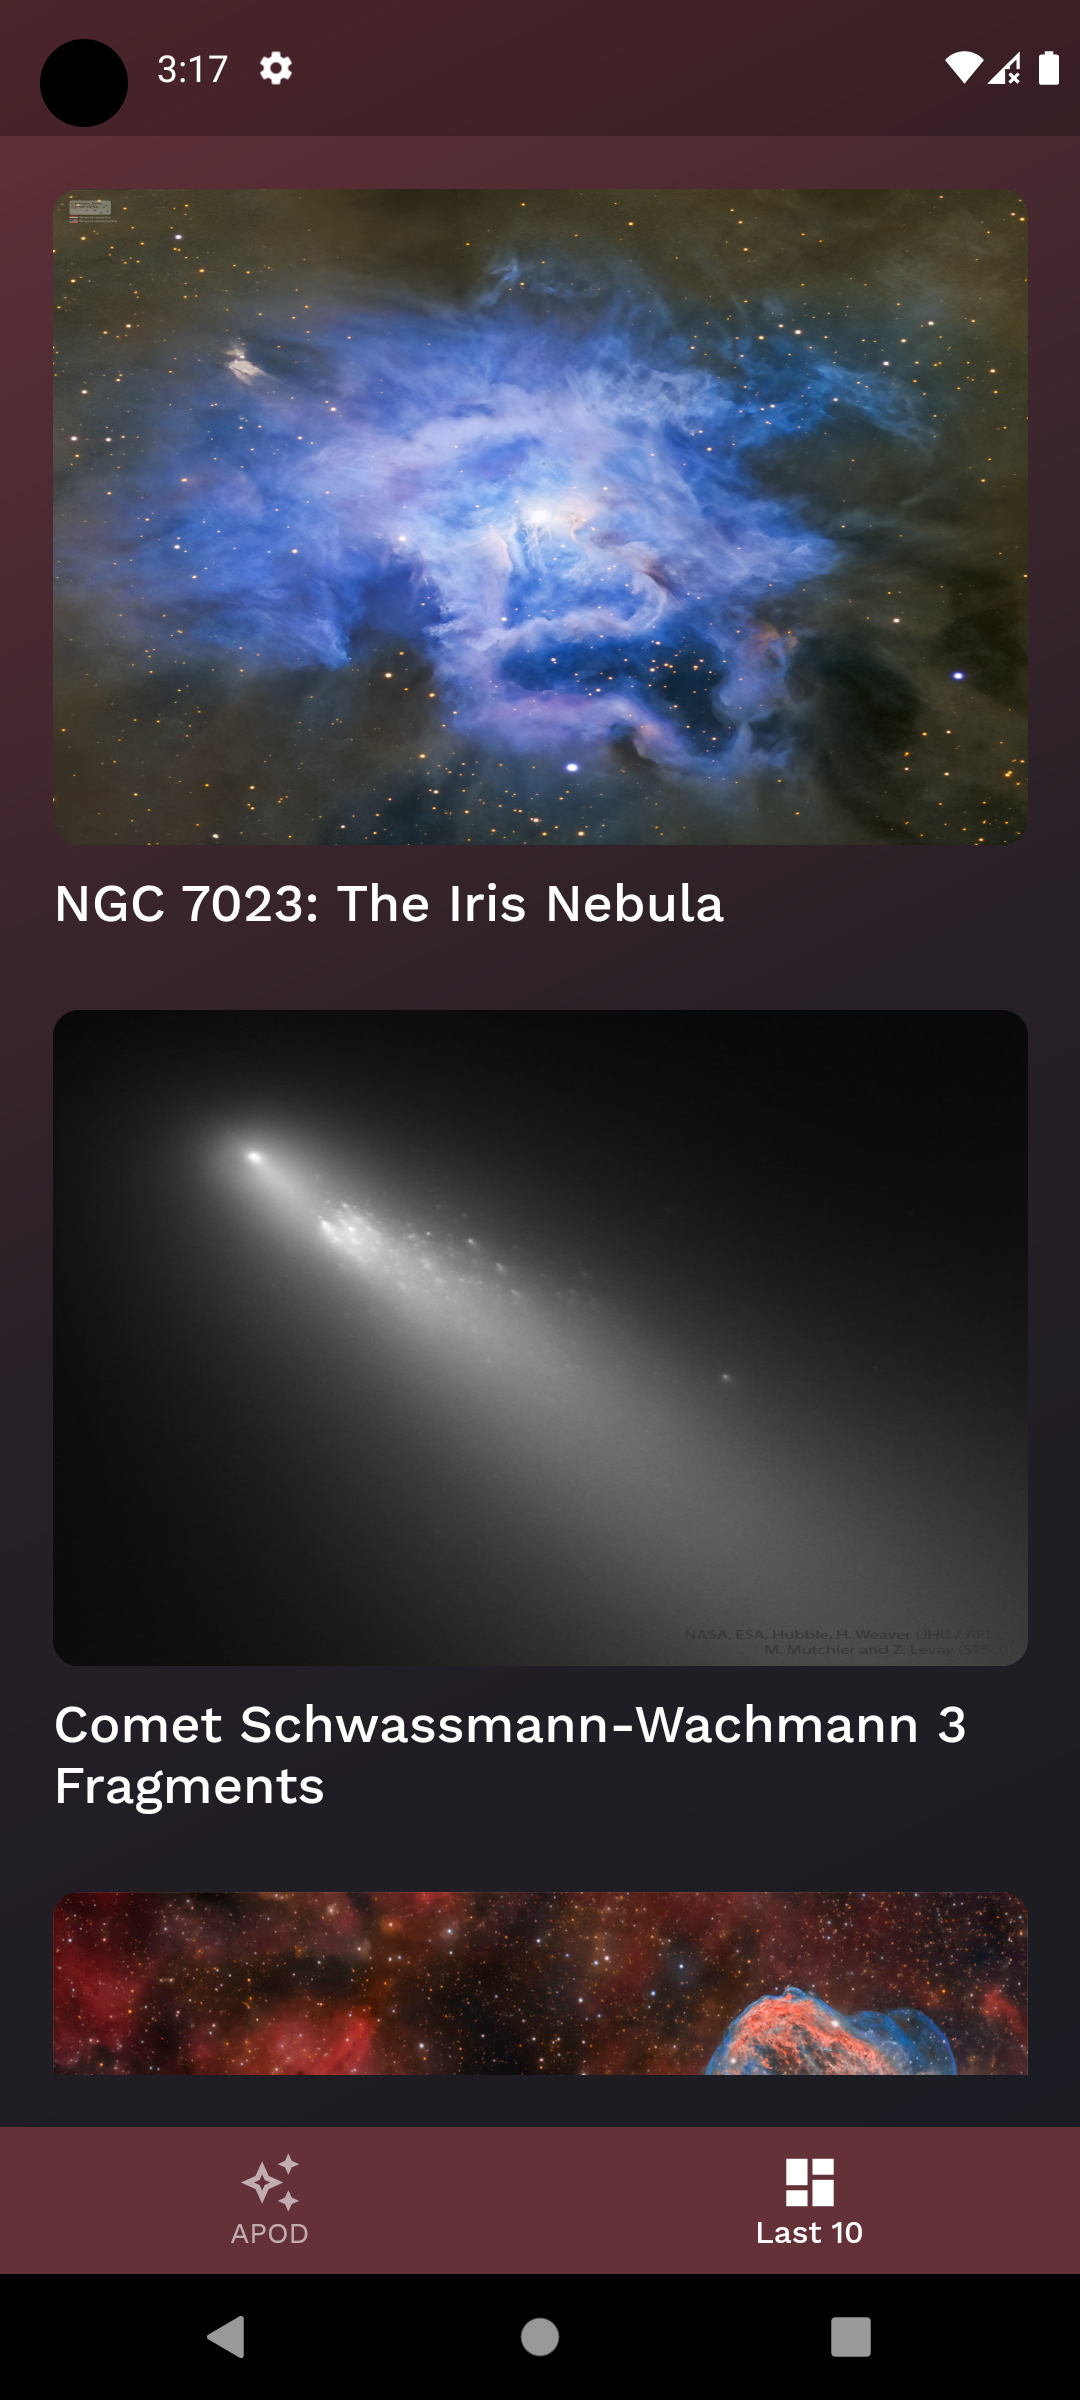 3:17
NGC 7023: The Iris Nebula
NASA, ESA, Hubble, H. Weaver (JHU / APL),
M. Mutchler and Z. Levay (STScI)
Comet Schwassmann-Wachmann 3
Fragments
APOD
Last 10